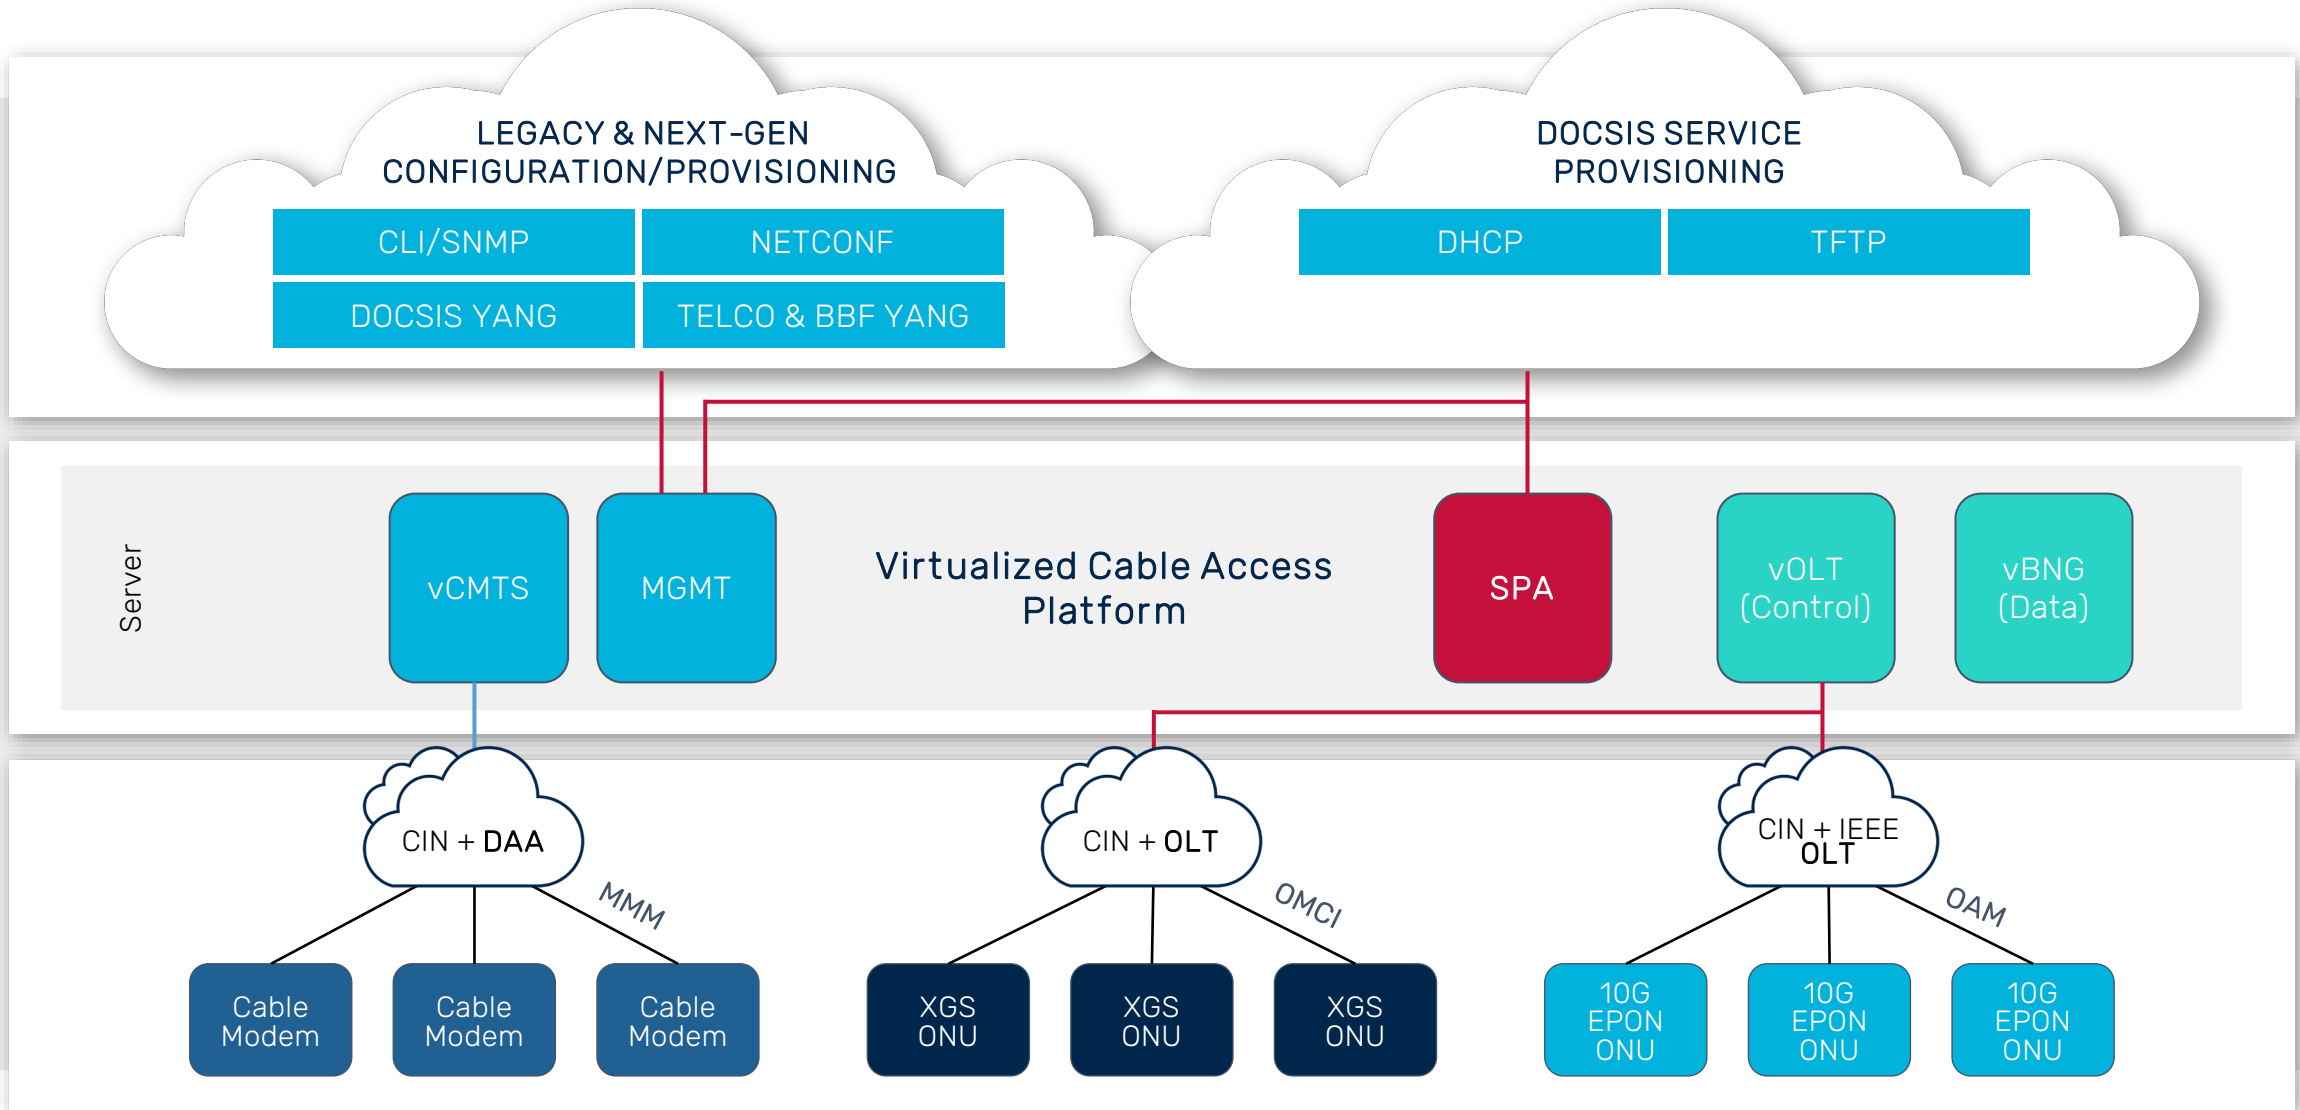 LEGACY & NEXT-GEN
CONFIGURATION/PROVISIONING
CLI/SNMP
NETCONF
DOCSIS YANG
TELCO & BBF YANG
DOCSIS SERVICE
PROVISIONING
DHCP
TFTP
Server
vCMTS
MGMT
Virtualized Cable Access
Platform
SPA
vOLT
(Control)
vBNG
(Data)
CIN + DAA
MMM
Cable
Modem
Cable
Modem
Cable
Modem
CIN + OLT
OMCI
XGS
ONU
XGS
ONU
XGS
ONU
CIN + IEEE
OLT
OAM
10G
EPON
ONU
10G
EPON
ONU
10G
EPON
ONU